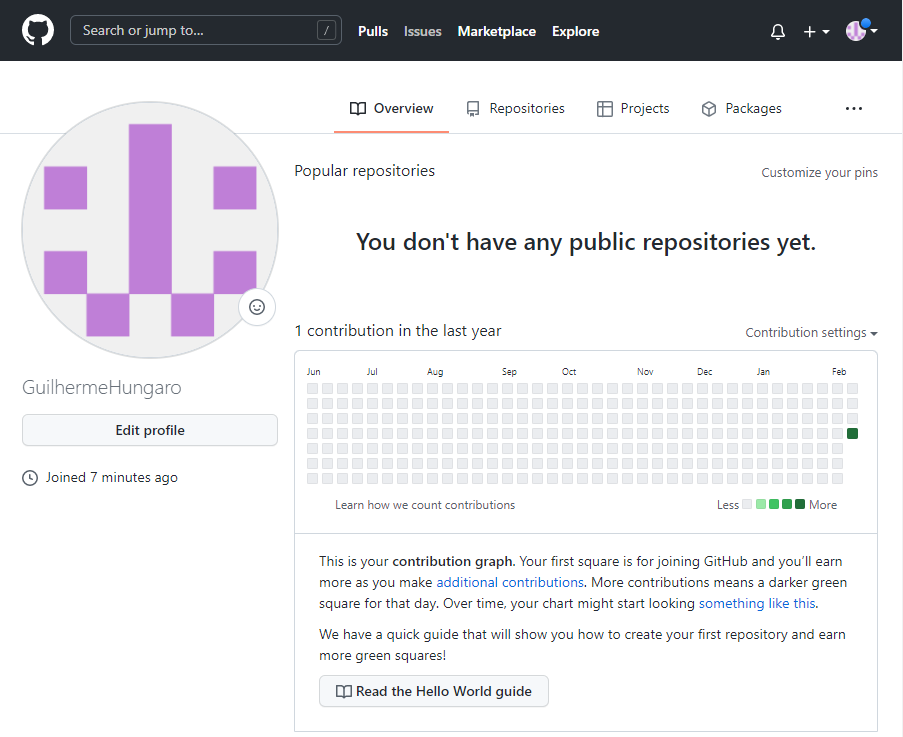 Search or jump to... /
Pulls
Issues
Marketplace
Explore
Overview
Repositories
Projects
Packages
Popular repositories
Customize your pins
You don't have any public repositories yet.
GuilhermeHungaro
Edit profile
Joined 7 minutes ago
1 contribution in the last year
Contribution settings
Jun Jul Aug Sep Oct Nov Dec Jan Feb
Learn how we count contributions
Less
More
This is your contribution graph. Your first square is for joining GitHub and you’ll earn
more as you make additional contributions. More contributions means a darker green
square for that day. Over time, your chart might start looking something like this.
We have a quick guide that will show you how to create your first repository and earn
more green squares!
Read the Hello World guide